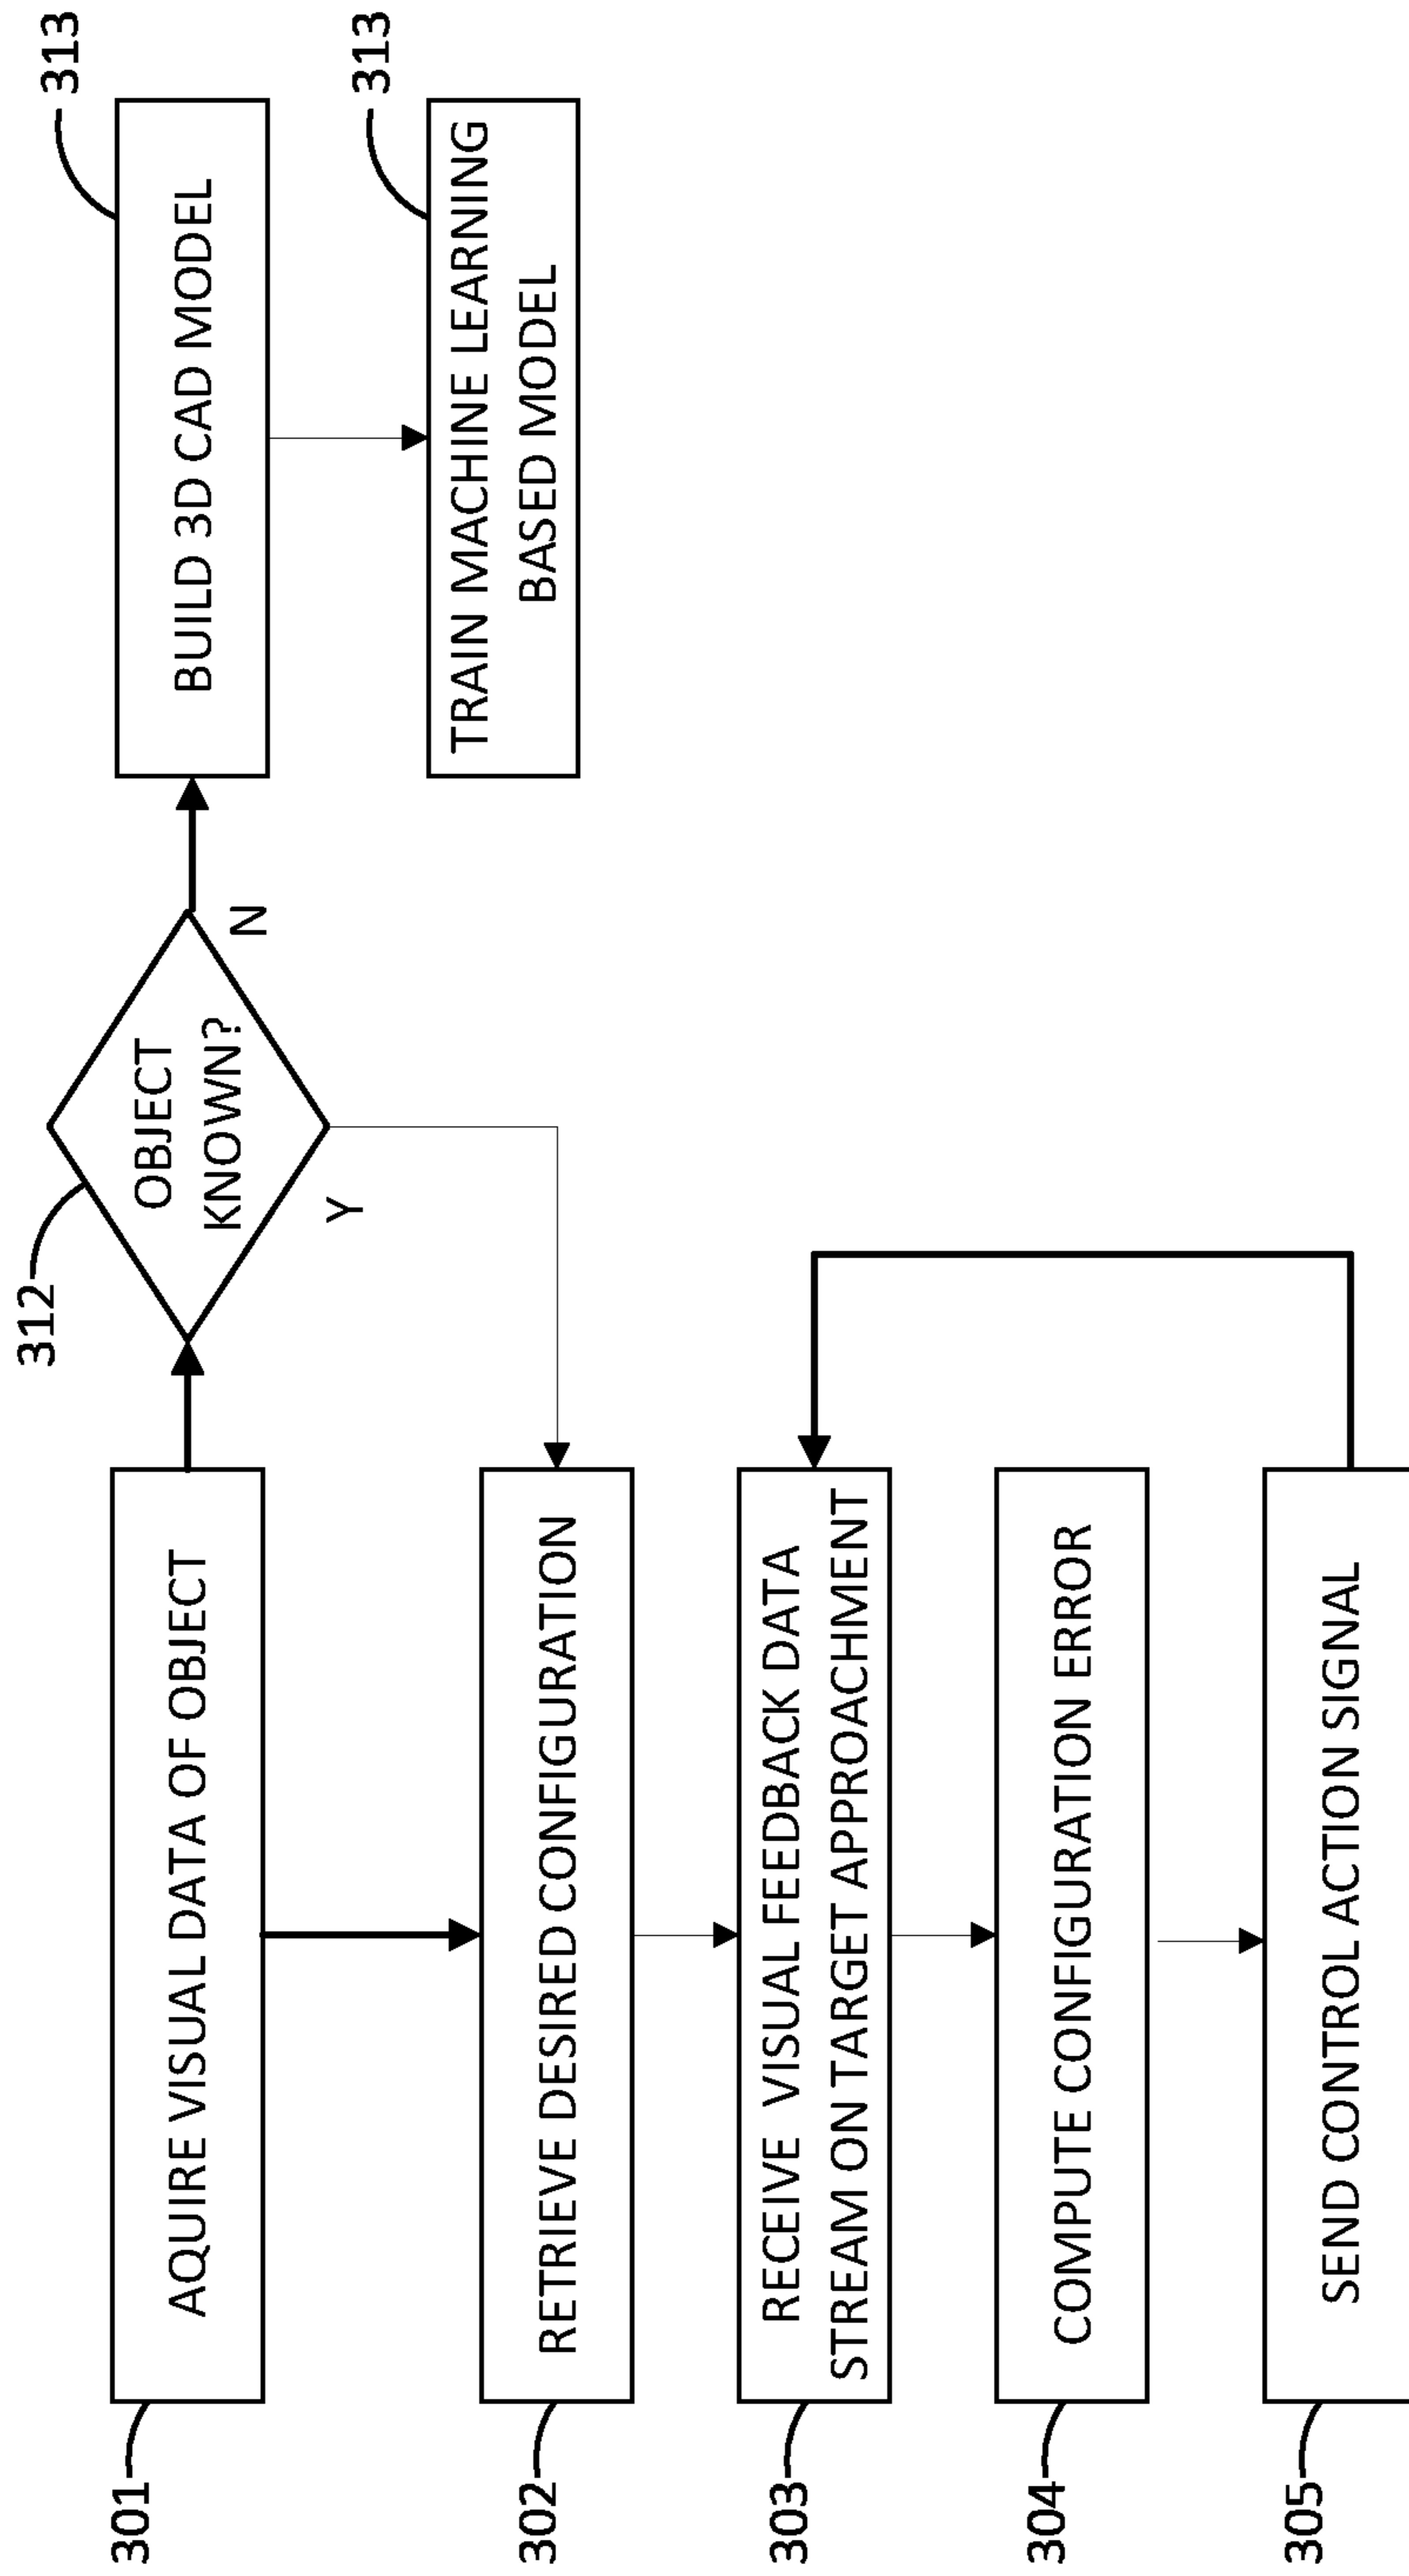 301
AQUIRE VISUAL DATA OF OBJECT
312
OBJECT
KNOWN?
N
Y
BUILD 3D CAD MODEL
313
TRAIN MACHINE LEARNING
BASED MODEL
313
302
RETRIEVE DESIRED CONFIGURATION
303
RECEIVE VISUAL FEEDBACK DATA
STREAM ON TARGET APPROACHMENT
304
COMPUTE CONFIGURATION ERROR
305
SEND CONTROL ACTION SIGNAL